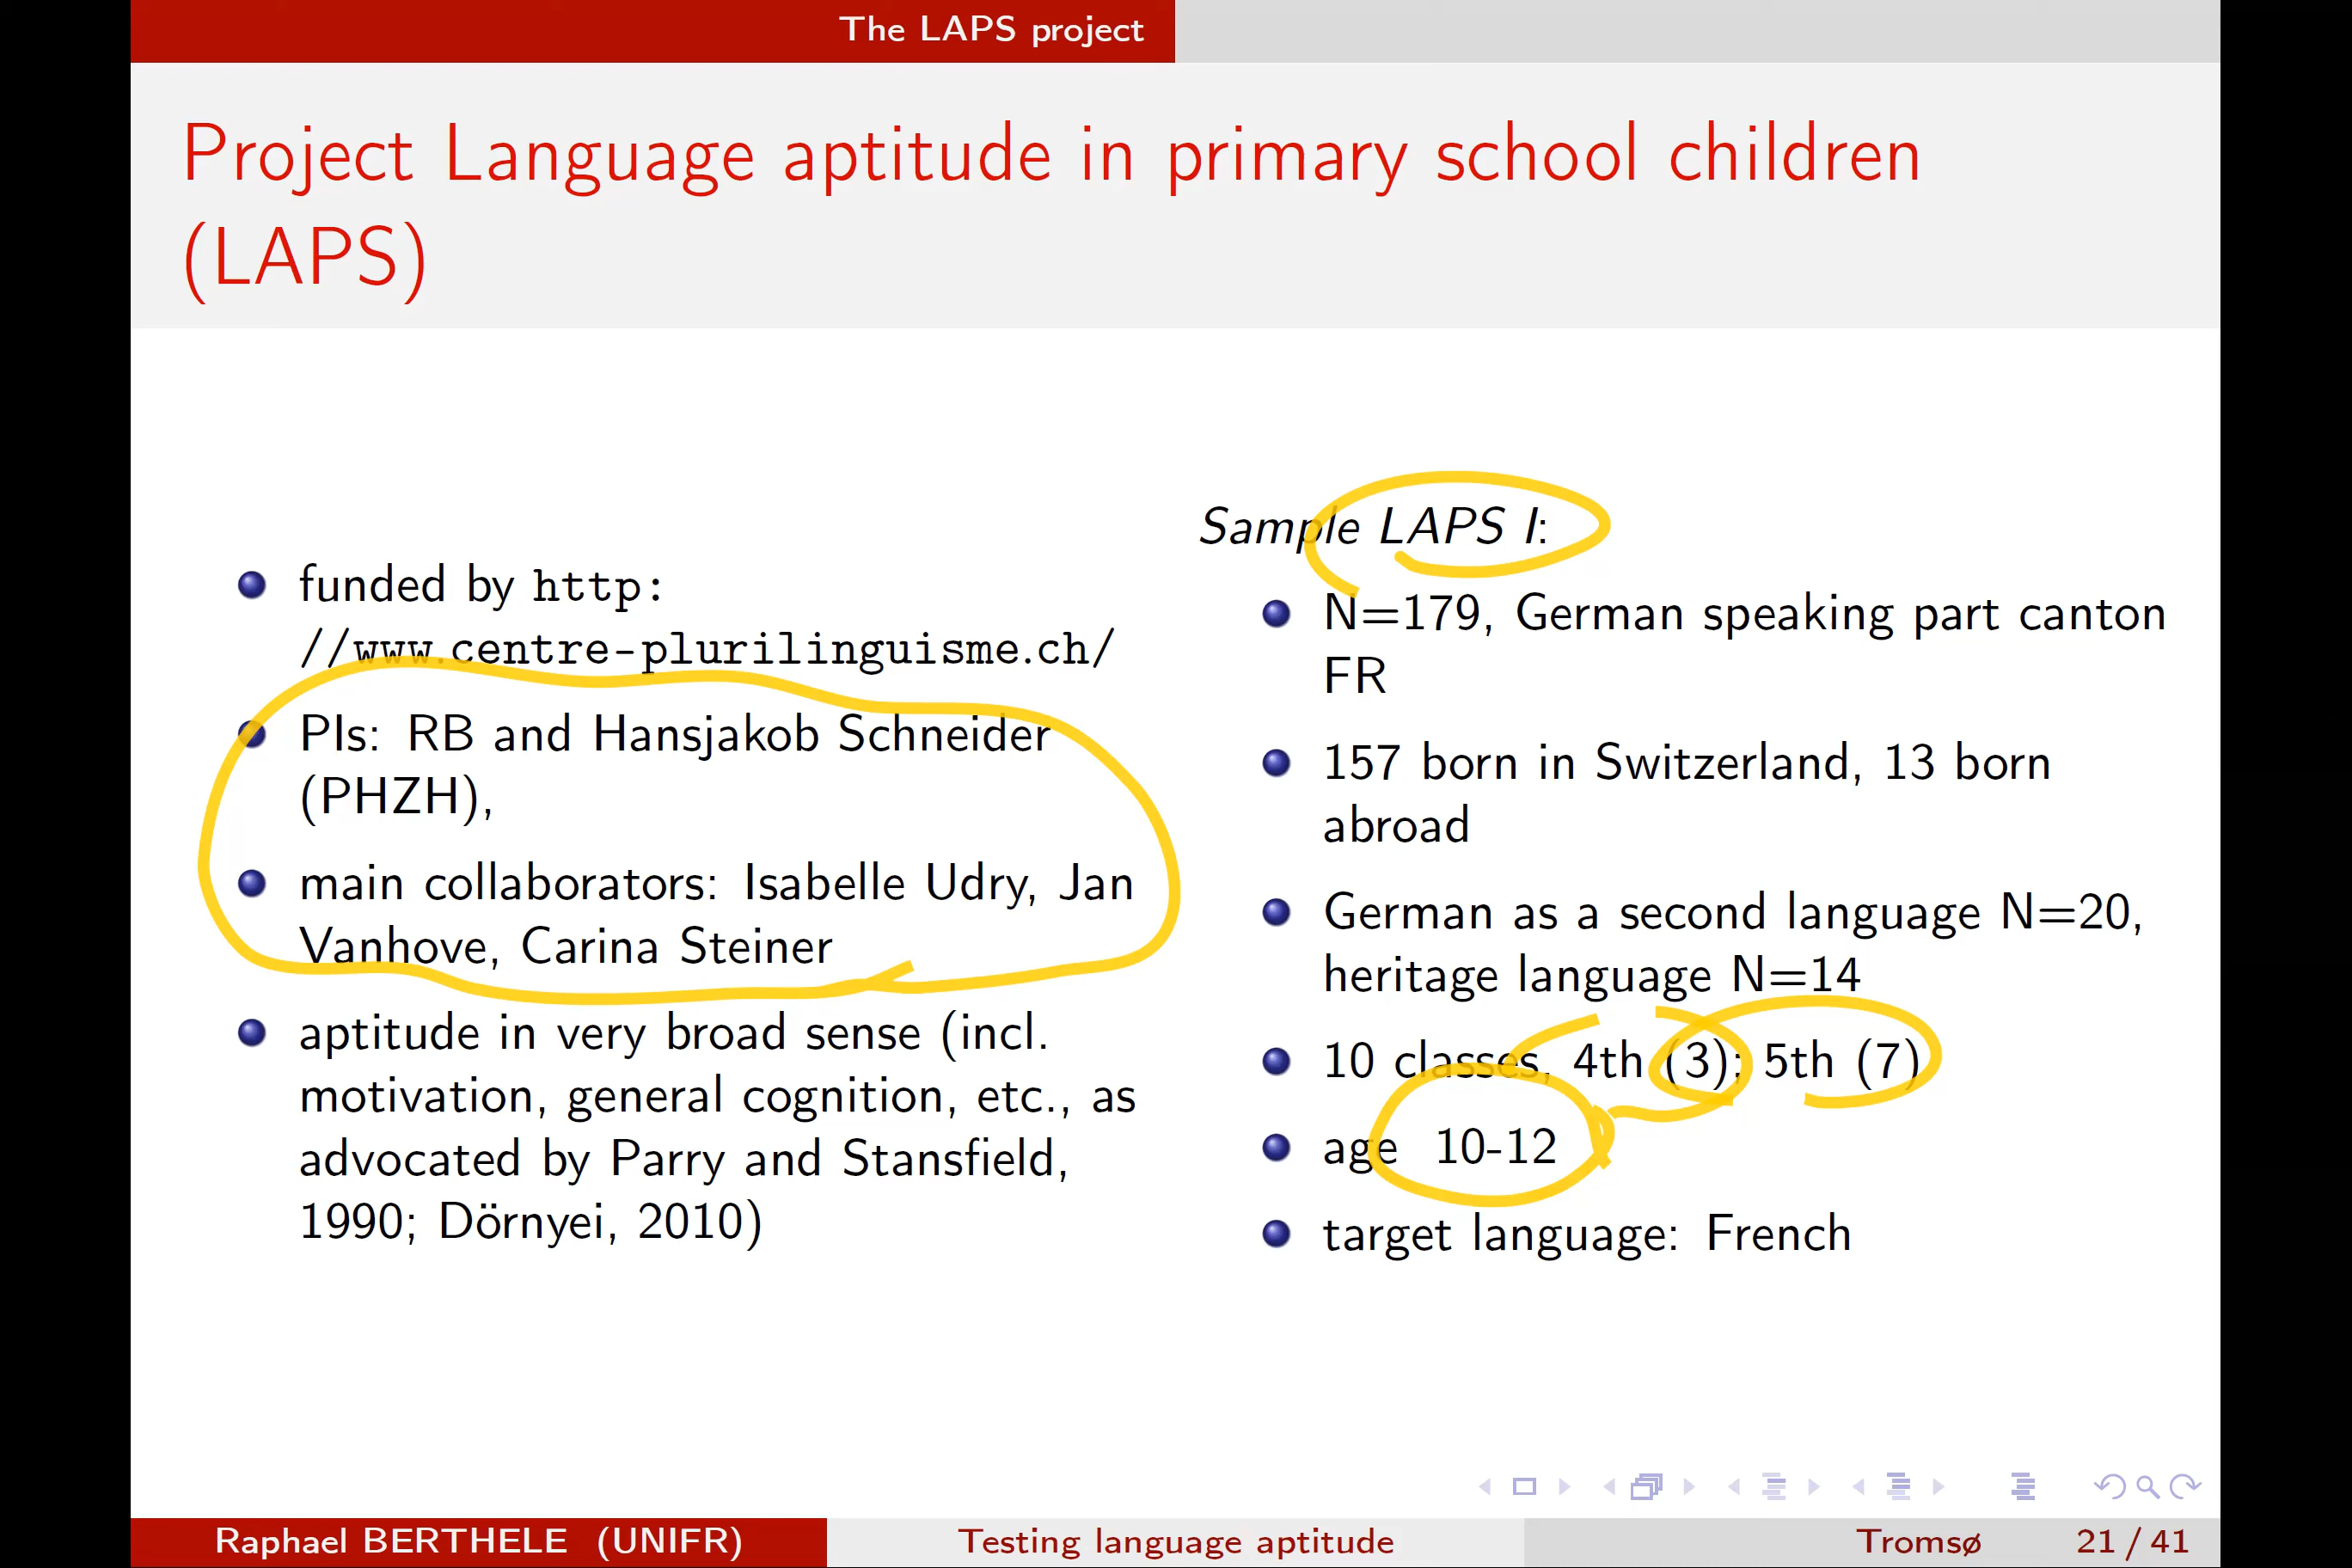 The LAPS project
Project Language aptitude in primary school children
(LAPS)
funded by http:
//www.centre-plurilinguisme.ch/
PIs: RB and Hansjakob Schneider
(PHZH),
main collaborators: Isabelle Udry, Jan
Vanhove, Carina Steiner
aptitude in very broad sense (incl.
motivation, general cognition, etc., as
advocated by Parry and Stansfield,
1990; Dörnyei, 2010)
Sample LAPS I:
N=179, German speaking part canton
FR
157 born in Switzerland, 13 born
abroad
German as a second language N=20,
heritage language N=14
10 classes, 4th (3); 5th (7)
age 10-12
target language: French
Raphael BERTHELE (UNIFR)
Testing language aptitude
Tromsø 21 / 41